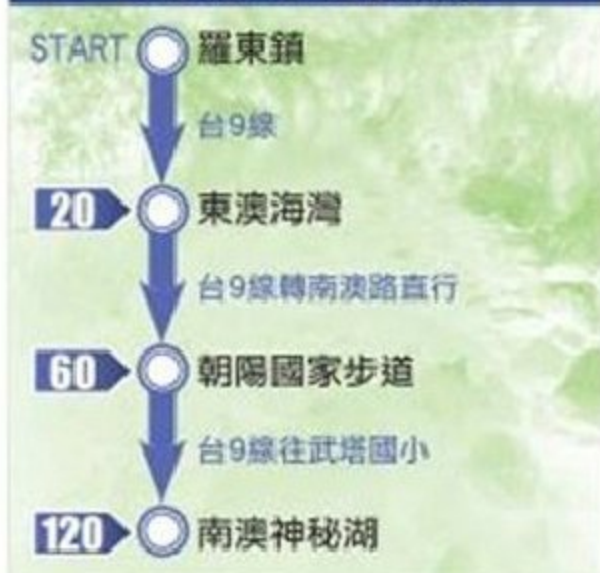 START 羅東鎮
台9線
20 東澳海灣
台9線轉南澳路直行
60 朝陽國家步道
台9線往武塔國小
120 南澳神秘湖